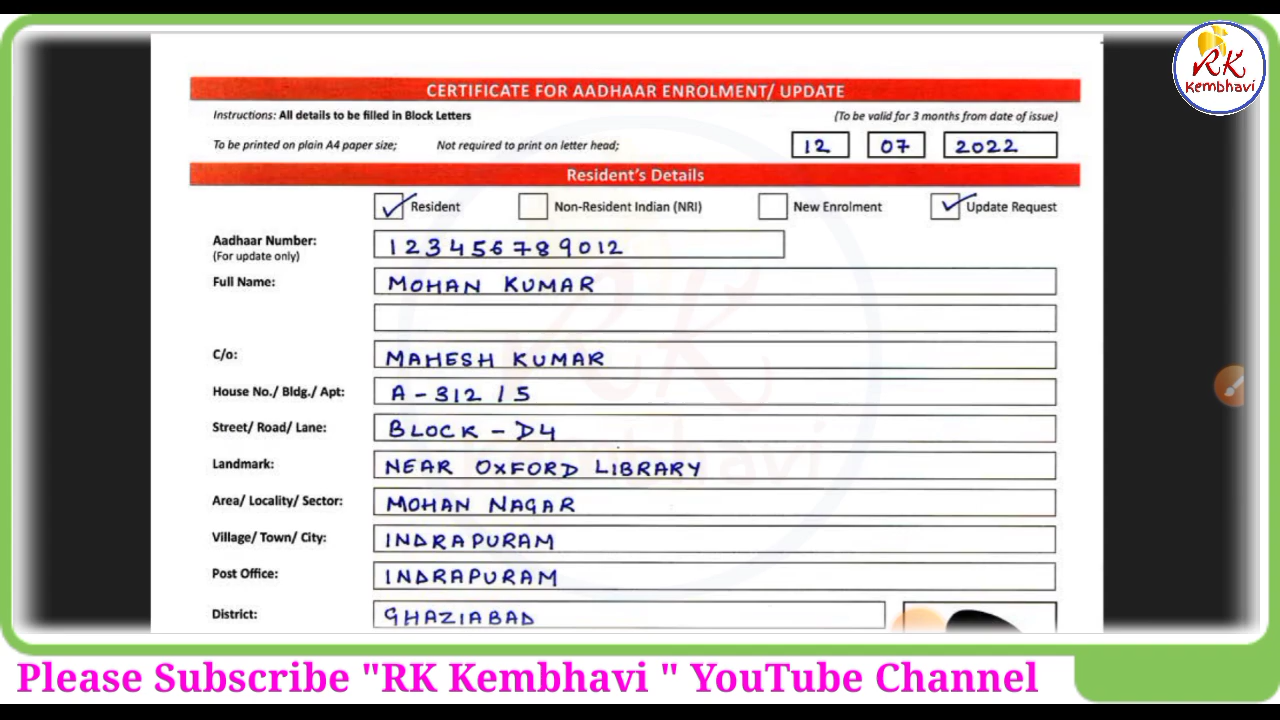 RK
Kembhavi
CERTIFICATE FOR AADHAAR ENROLMENT/ UPDATE
Instructions: All details to be filled in Block Letters (To be valid for 3 months from date of issue)
To be printed on plain A4 paper size; Not required to print on letter head; 12 07 2022
Resident's Details
Resident Non-Resident Indian (NRI) New Enrolment Update Request
Aadhaar Number: 123456789012
(For update only)
Full Name: MOHAN KUMAR
C/o: MAHESH KUMAR
House No./ Bldg./ Apt: A-312/5
Street/ Road/ Lane: BLOCK - D4
Landmark: NEAR OXFORD LIBRARY
Area/ Locality/ Sector: MOHAN NAGAR
Village/ Town/ City: INDRAPURAM
Post Office: INDRAPURAM
District: GHAZIABAD
RK
Kembhavi
Please Subscribe "RK Kembhavi " YouTube Channel